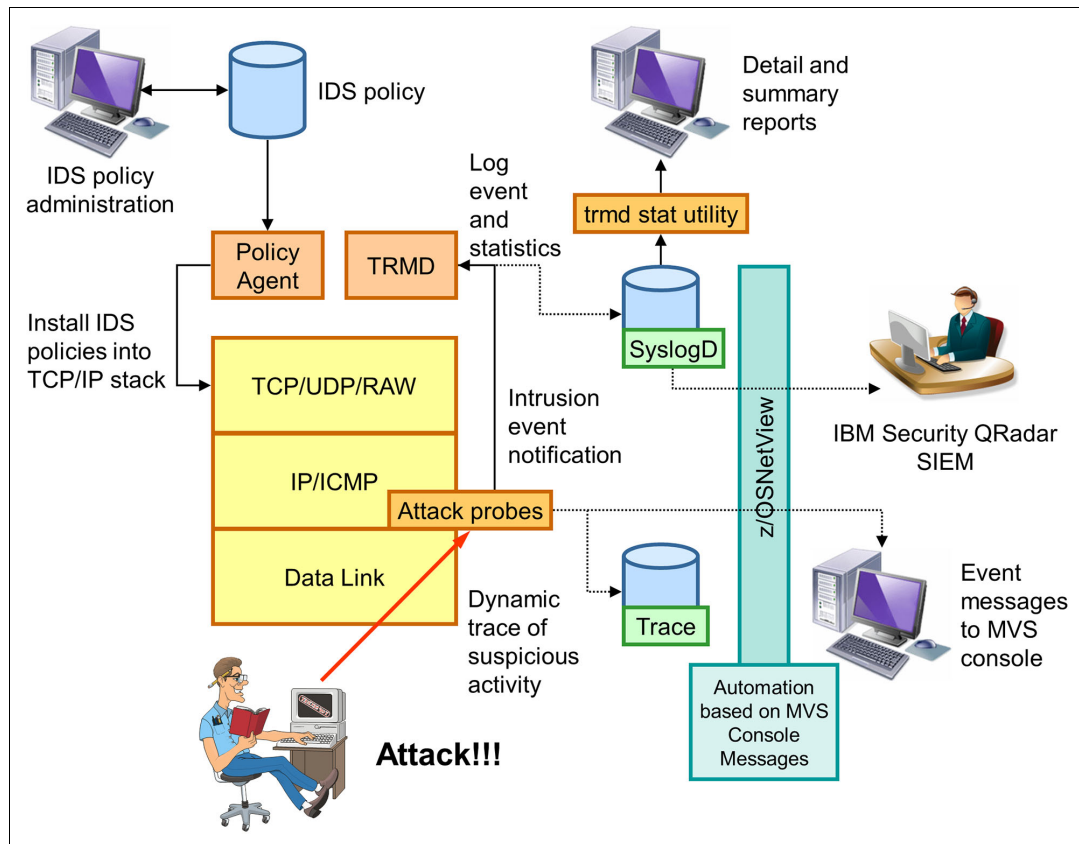 IDS policy
IDS policy
administration
Detail and
summary
reports
Log
event
and
statistics
trmd stat utility
Policy
Agent
TRMD
SyslogD
Install IDS
policies into
TCP/IP stack
TCP/UDP/RAW
Intrusion
event
notification
IBM Security QRadar
SIEM
z/OSNetView
IP/ICMP
Attack probes
Data Link
Dynamic
trace of
suspicious
activity
Trace
Event
messages
to MVS
console
Automation
based on MVS
Console
Messages
Attack!!!